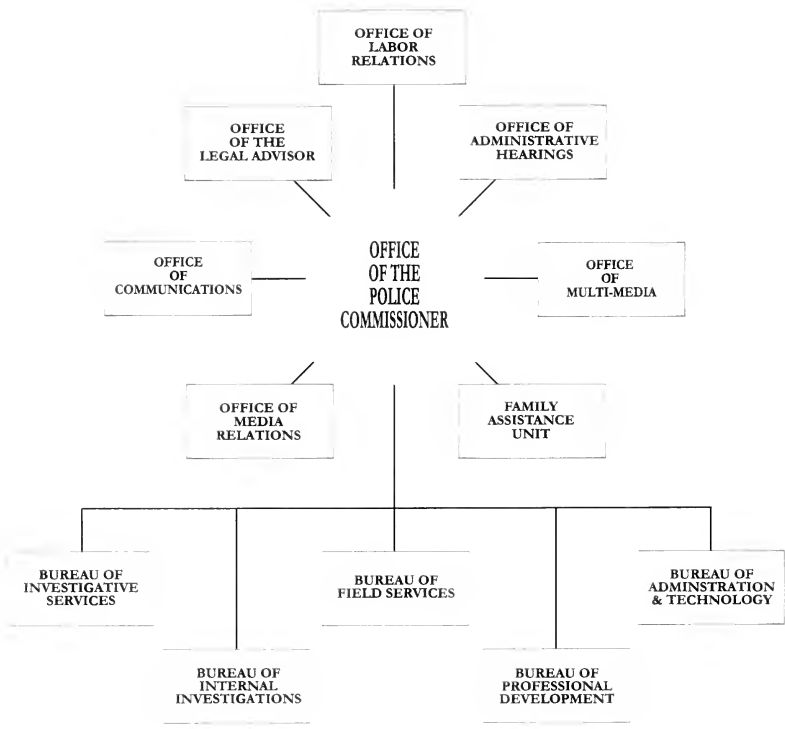 OFFICE OF
LABOR
RELATIONS
OFFICE
OF THE
LEGAL ADVISOR
OFFICE OF
ADMINISTRATIVE
HEARINGS
OFFICE
OF
COMMUNICATIONS
OFFICE
OF THE
POLICE
COMMISSIONER
OFFICE
OF
MULTI-MEDIA
OFFICE OF
MEDIA
RELATIONS
FAMILY
ASSISTANCE
UNIT
BUREAU OF
INVESTIGATIVE
SERVICES
BUREAU OF
FIELD SERVICES
BUREAU OF
ADMINSTRATION
& TECHNOLOGY
BUREAU OF
INTERNAL
INVESTIGATIONS
BUREAU OF
PROFESSIONAL
DEVELOPMENT